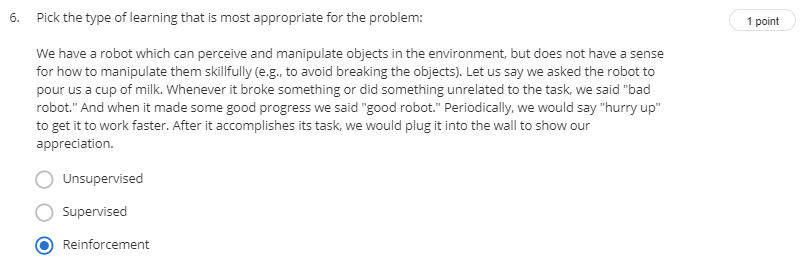 6. Pick the type of learning that is most appropriate for the problem:
1 point
We have a robot which can perceive and manipulate objects in the environment, but does not have a sense
for how to manipulate them skillfully (e.g., to avoid breaking the objects). Let us say we asked the robot to
pour us a cup of milk. Whenever it broke something or did something unrelated to the task, we said "bad
robot." And when it made some good progress we said "good robot." Periodically, we would say "hurry up"
to get it to work faster. After it accomplishes its task, we would plug it into the wall to show our
appreciation.
Unsupervised
Supervised
Reinforcement